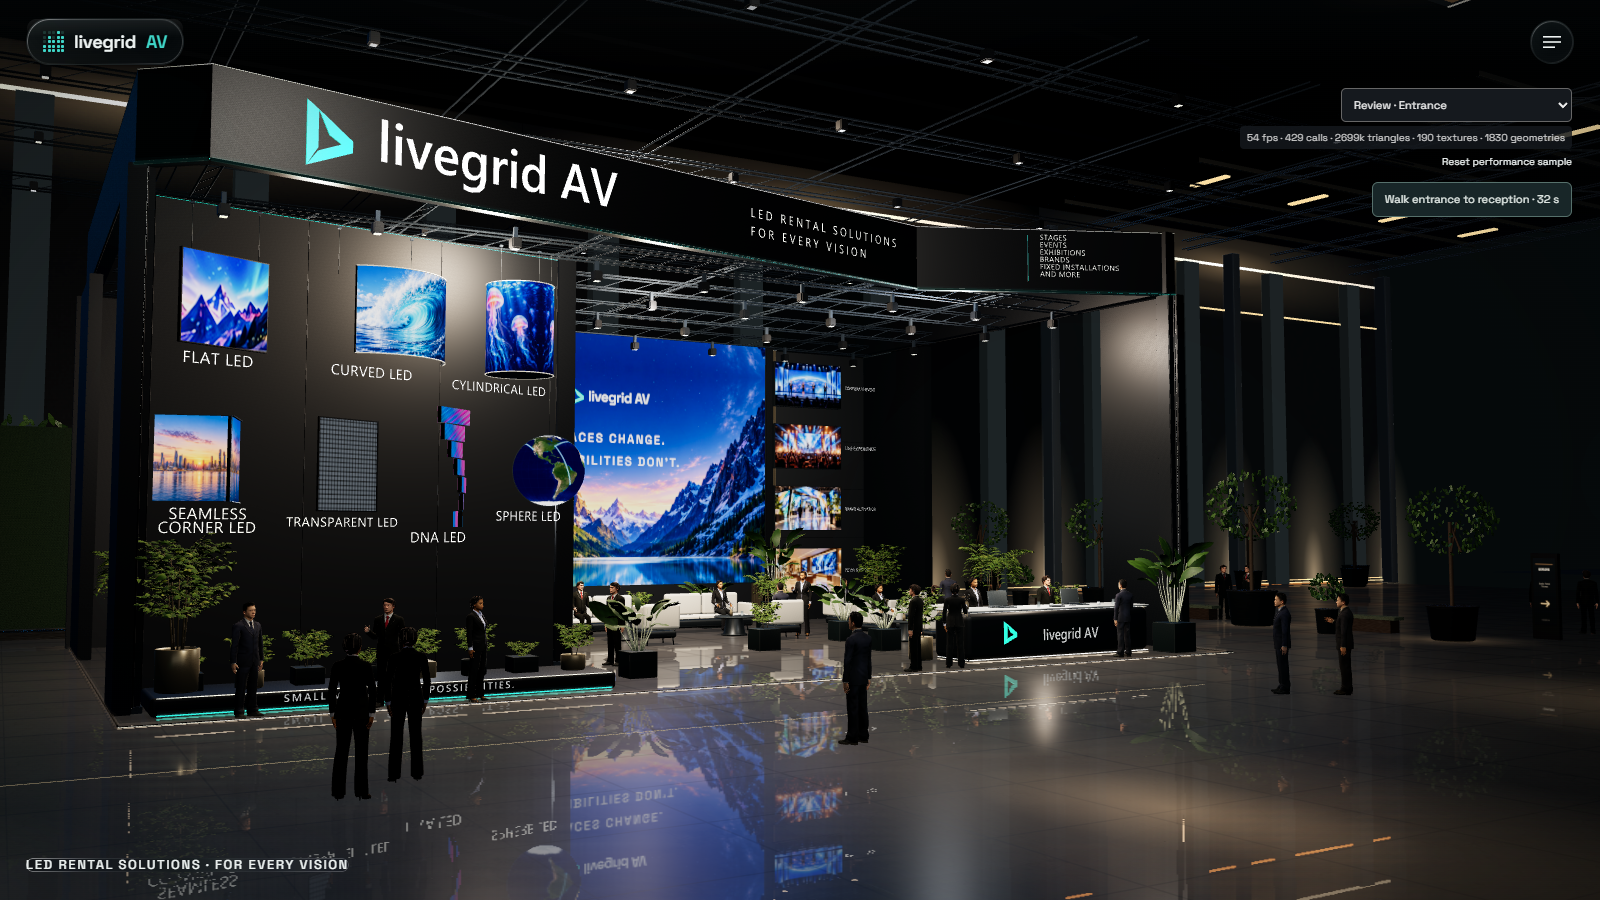 livegrid AV
Review · Entrance
54 fps · 429 calls · 2699k triangles · 190 textures · 1830 geometries
Reset performance sample
Walk entrance to reception · 32 s
livegrid AV
LED RENTAL SOLUTIONS
FOR EVERY VISION
STAGES
EVENTS
EXHIBITIONS
BRANDS
FIXED INSTALLATIONS
AND MORE
FLAT LED
CURVED LED
CYLINDRICAL LED
SEAMLESS
CORNER LED
TRANSPARENT LED
DNA LED
SPHERE LED
livegrid AV
ACES CHANGE.
BILITIES DON'T.
livegrid AV
SMALL
POSSIBILITIES.
LED RENTAL SOLUTIONS · FOR EVERY VISION